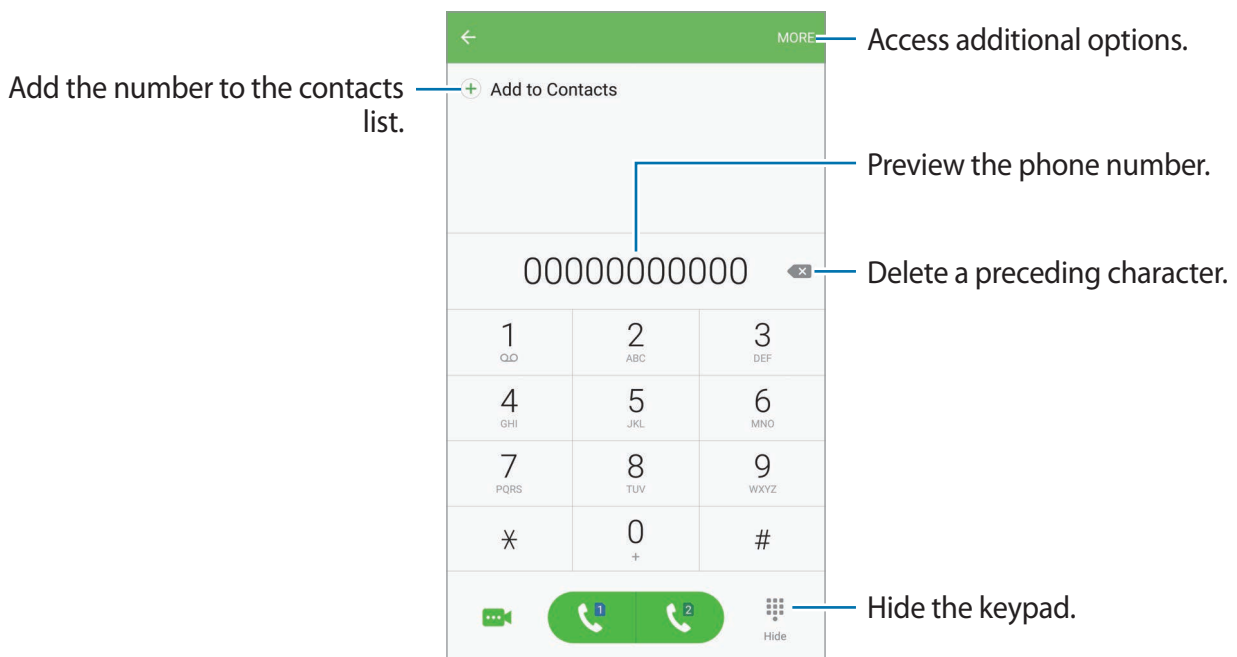 MORE
Access additional options.
Add the number to the contacts
list.
Add to Contacts
Preview the phone number.
00000000000
Delete a preceding character.
1
2
ABC
3
DEF
4
GHI
5
JKL
6
MNO
7
PQRS
8
TUV
9
WXYZ
*
0
+
#
1
2
Hide
Hide the keypad.